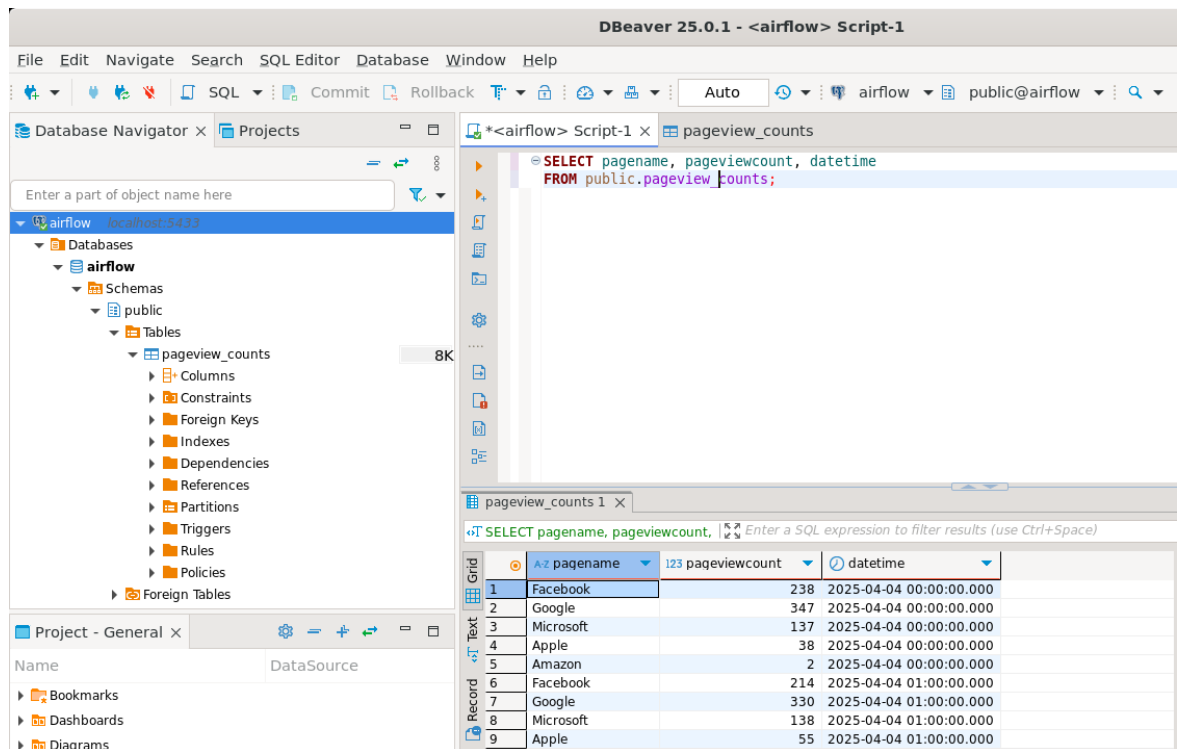 DBeaver 25.0.1 - <airflow> Script-1
File Edit Navigate Search SQL Editor Database Window Help
SQL Commit Rollback Auto airflow public@airflow
Database Navigator Projects
Enter a part of object name here
airflow localhost:5433
Databases
airflow
Schemas
public
Tables
pageview_counts 8K
Columns
Constraints
Foreign Keys
Indexes
Dependencies
References
Partitions
Triggers
Rules
Policies
Foreign Tables
Project - General
Name DataSource
Bookmarks
Dashboards
Diagrams
*<airflow> Script-1 pageview_counts
SELECT pagename, pageviewcount, datetime
FROM public.pageview_counts;
pageview_counts 1
SELECT pagename, pageviewcount, Enter a SQL expression to filter results (use Ctrl+Space)
Grid
Text
Record
A-Z pagename 123 pageviewcount datetime
1 Facebook 238 2025-04-04 00:00:00.000
2 Google 347 2025-04-04 00:00:00.000
3 Microsoft 137 2025-04-04 00:00:00.000
4 Apple 38 2025-04-04 00:00:00.000
5 Amazon 2 2025-04-04 00:00:00.000
6 Facebook 214 2025-04-04 01:00:00.000
7 Google 330 2025-04-04 01:00:00.000
8 Microsoft 138 2025-04-04 01:00:00.000
9 Apple 55 2025-04-04 01:00:00.000